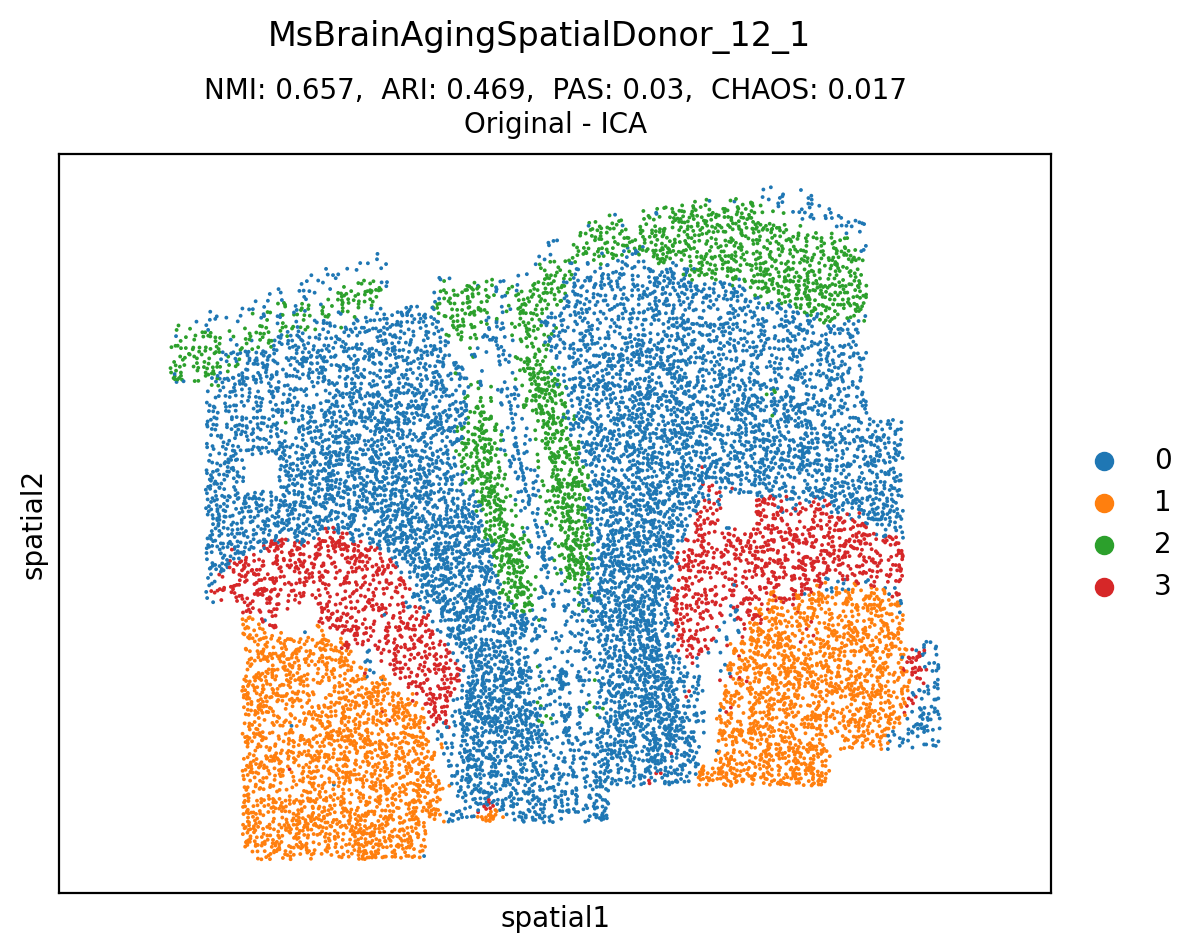 MsBrainAgingSpatialDonor_12_1
NMI: 0.657,  ARI: 0.469,  PAS: 0.03,  CHAOS: 0.017
Original - ICA
spatial2
0
1
2
3
spatial1